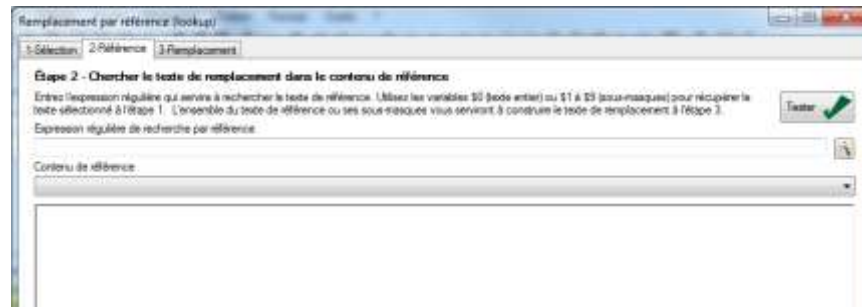 Remplacement par référence (lookup)
1-Sélection 2-Référence 3-Remplacement
Étape 2 - Chercher le texte de remplacement dans le contenu de référence
Entrez l'expression régulière qui servira à rechercher le texte de référence. Utilisez les variables $0 (texte entier) ou $1 à $9 (sous-masques) pour récupérer le
texte sélectionné à l'étape 1. L'ensemble du texte de référence ou ses sous-masques vous serviront à construire le texte de remplacement à l'étape 3.
Tester
Expression régulière de recherche par référence
Contenu de référence